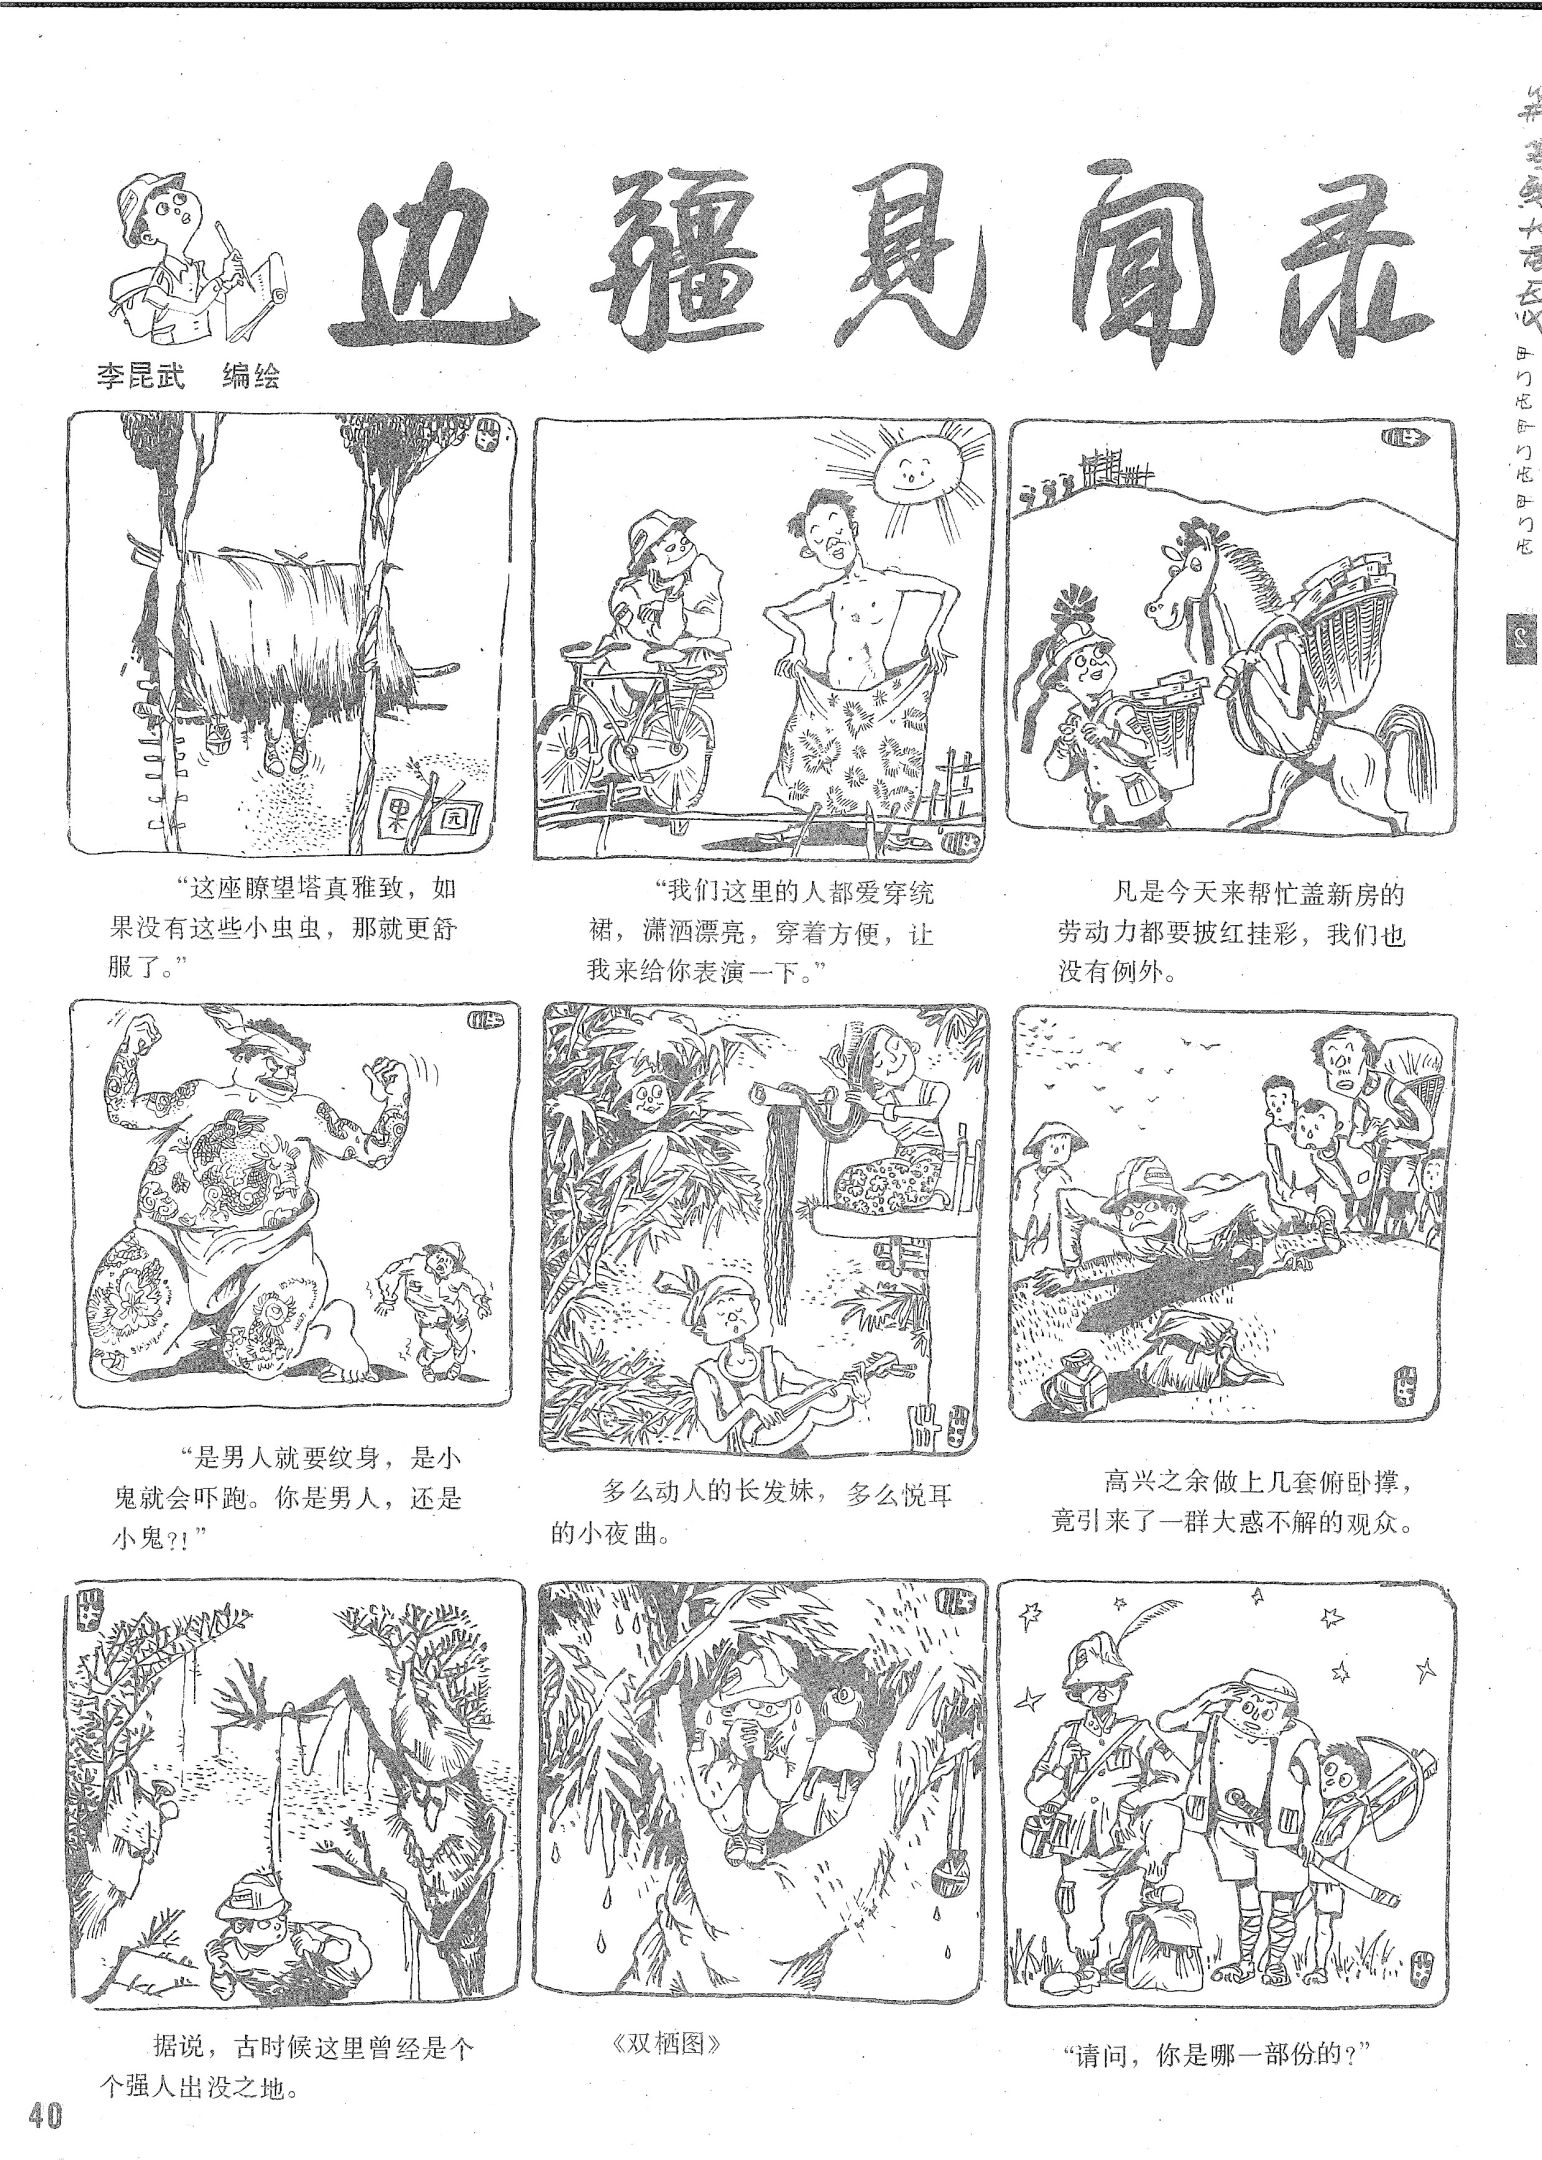 边疆见闻录
李昆武 编绘
果园
“这座瞭望塔真雅致，如
果没有这些小虫虫，那就更舒
服了。”
“我们这里的人都爱穿统
裙，潇洒漂亮，穿着方便，让
我来给你表演一下。”
凡是今天来帮忙盖新房的
劳动力都要披红挂彩，我们也
没有例外。
“是男人就要纹身，是小
鬼就会吓跑。你是男人，还是
小鬼？！”
多么动人的长发妹，多么悦耳
的小夜曲。
高兴之余做上几套俯卧撑，
竟引来了一群大惑不解的观众。
据说，古时候这里曾经是个
个强人出没之地。
《双栖图》
“请问，你是哪一部份的？”
40